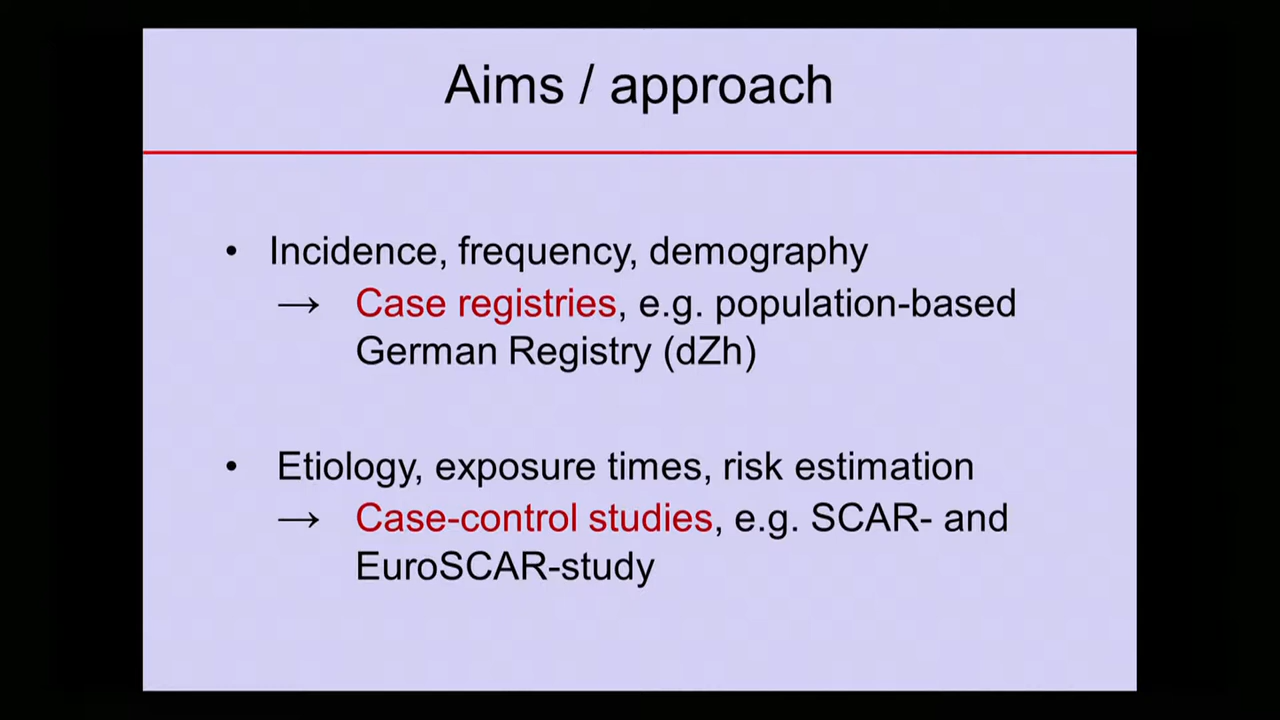 Aims / approach
• Incidence, frequency, demography
→ Case registries, e.g. population-based
German Registry (dZh)
• Etiology, exposure times, risk estimation
→ Case-control studies, e.g. SCAR- and
EuroSCAR-study